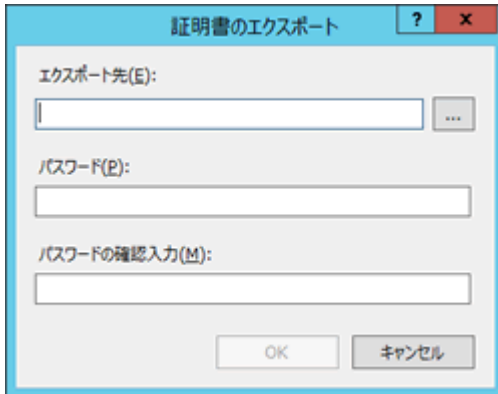 証明書のエクスポート
? x
エクスポート先(E):
...
パスワード(P):
パスワードの確認入力(M):
OK キャンセル